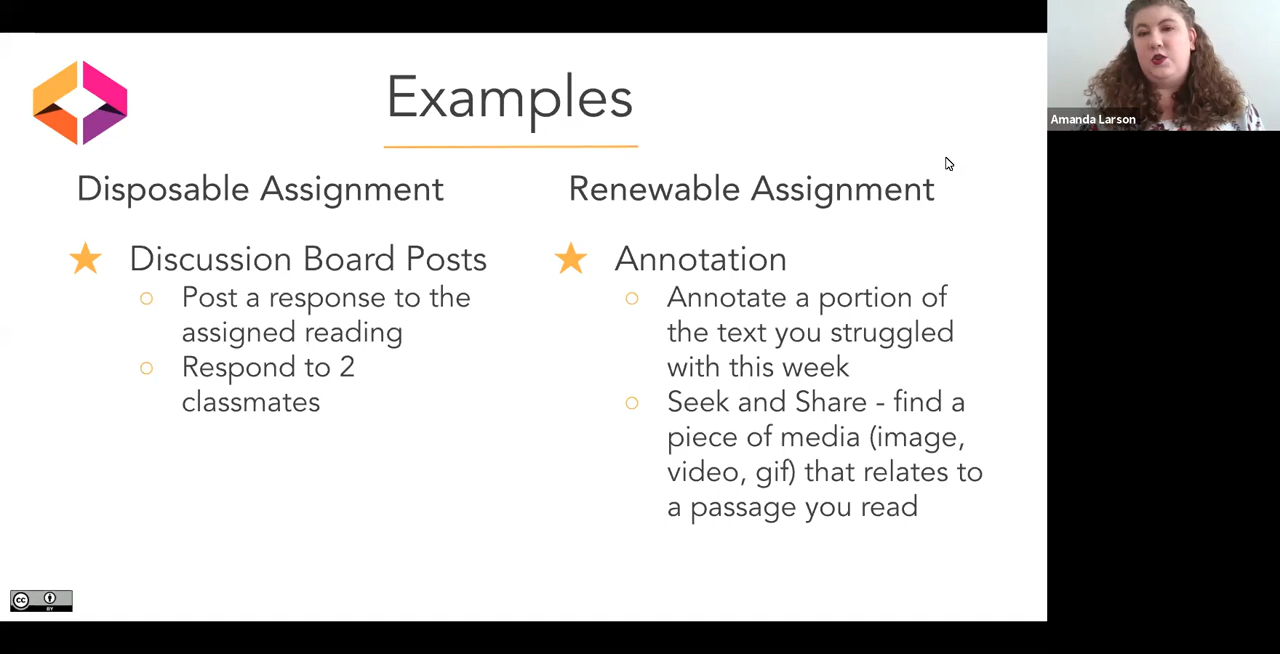 Examples
Disposable Assignment
Discussion Board Posts
Post a response to the
assigned reading
Respond to 2
classmates
Renewable Assignment
Annotation
Annotate a portion of
the text you struggled
with this week
Seek and Share - find a
piece of media (image,
video, gif) that relates to
a passage you read
Amanda Larson
cc
BY